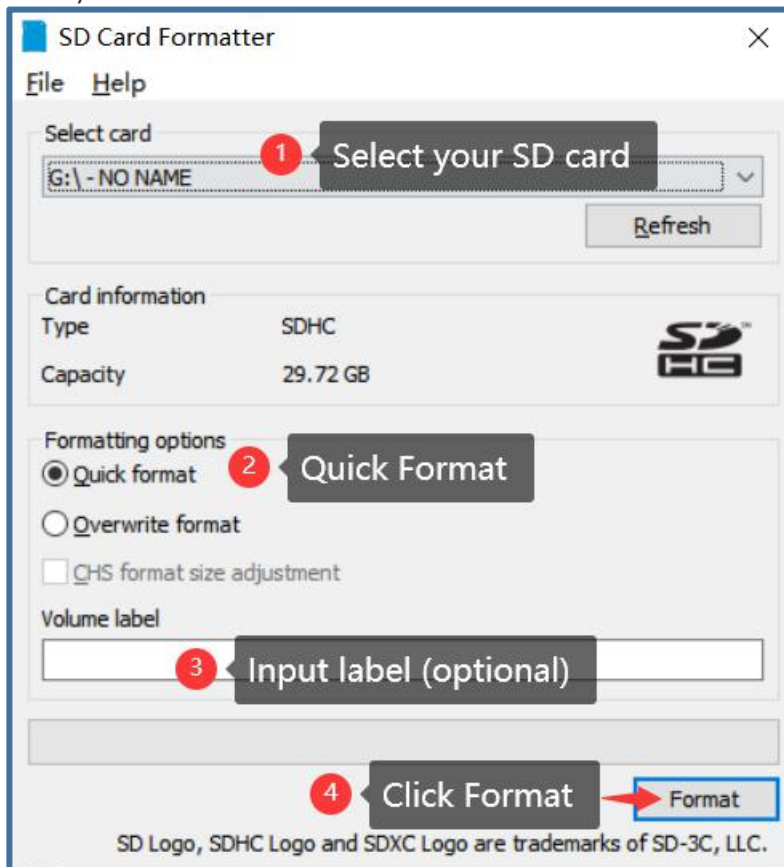 SD Card Formatter
File Help
Select card
1 Select your SD card
G:\ - NO NAME
Refresh
Card information
Type SDHC
SD HC
Capacity 29.72 GB
Formatting options
2 Quick Format
Quick format
Overwrite format
CHS format size adjustment
Volume label
3 Input label (optional)
4 Click Format
Format
SD Logo, SDHC Logo and SDXC Logo are trademarks of SD-3C, LLC.